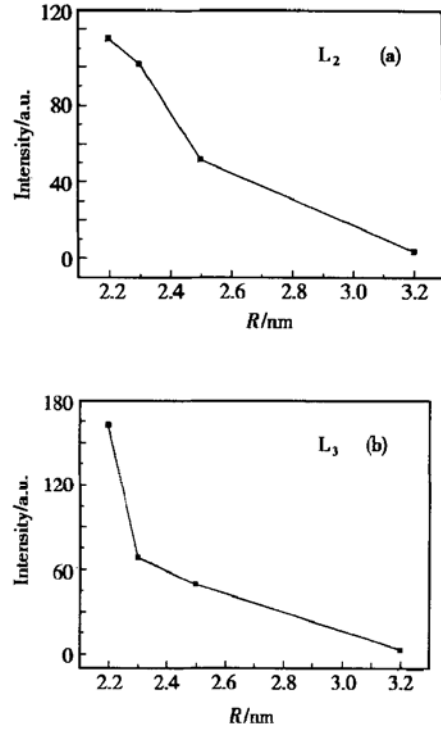 120
L₂ (a)
80
40
0
Intensity/a.u.
2.2 2.4 2.6 2.8 3.0 3.2
R/nm
180
L₃ (b)
120
60
0
Intensity/a.u.
2.2 2.4 2.6 2.8 3.0 3.2
R/nm